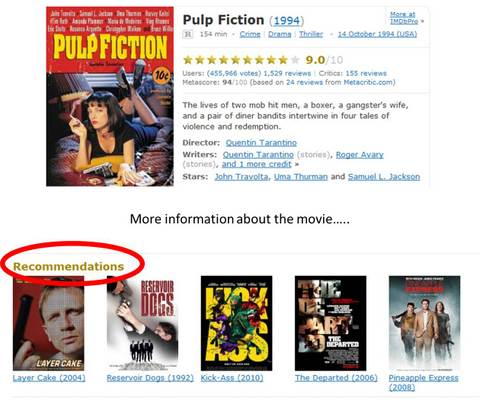 John Travolta Samuel L. Jackson Uma Thurman Harvey Keitel
Tim Roth Amanda Plummer Maria de Medeiros Ving Rhames
Eric Stoltz Rosanna Arquette Christopher Walken and Bruce Willis
PULP FICTION
10¢
Pulp Fiction (1994)
More at
IMDbPro »
154 min - Crime | Drama | Thriller - 14 October 1994 (USA)
9.0/10
Users: (455,966 votes) 1,529 reviews | Critics: 155 reviews
Metascore: 94/100 (based on 24 reviews from Metacritic.com)
The lives of two mob hit men, a boxer, a gangster's wife,
and a pair of diner bandits intertwine in four tales of
violence and redemption.
Director: Quentin Tarantino
Writers: Quentin Tarantino (stories), Roger Avary
(stories), and 1 more credit »
Stars: John Travolta, Uma Thurman and Samuel L. Jackson
More information about the movie.....
Recommendations
LAYER CAKE
RESERVOIR
DOGS
KICK
ASS
THE
DE
PART
ED
THE DEPARTED
EXPRESS
Layer Cake (2004)
Reservoir Dogs (1992)
Kick-Ass (2010)
The Departed (2006)
Pineapple Express
(2008)